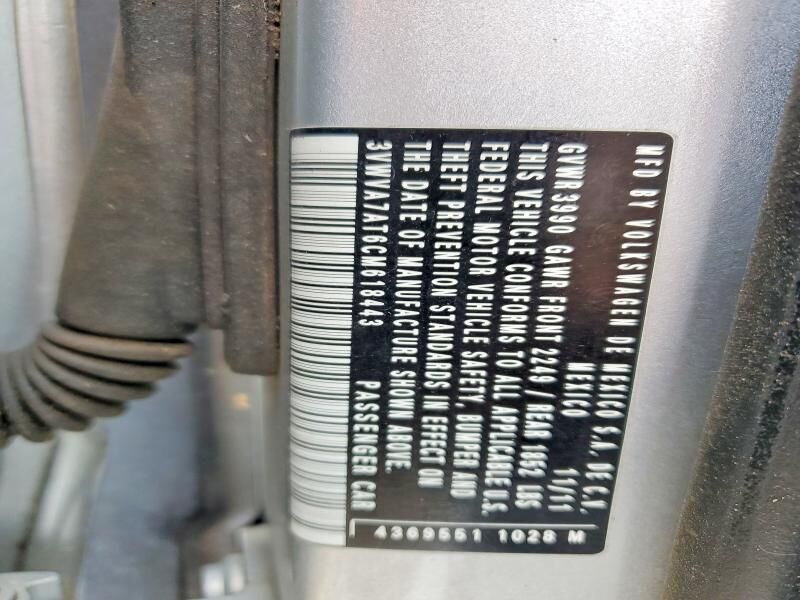 MFD BY VOLKSWAGEN DE MEXICO S.A. DE C.V.
MEXICO 11/11
GVWR3990 GAWR FRONT 2249 / REAR 1852 LBS
THIS VEHICLE CONFORMS TO ALL APPLICABLE U.S.
FEDERAL MOTOR VEHICLE SAFETY, BUMPER AND
THEFT PREVENTION STANDARDS IN EFFECT ON
THE DATE OF MANUFACTURE SHOWN ABOVE.
3VWVA7AT6CM618443 PASSENGER CAR
4369551 1028 M